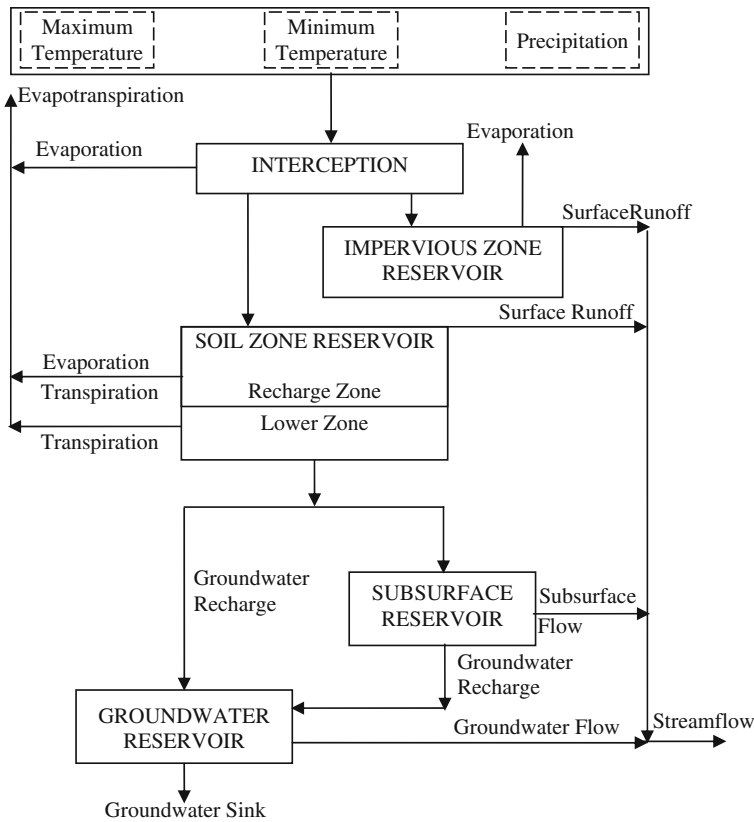 Maximum
Temperature
Minimum
Temperature
Precipitation
Evapotranspiration
Evaporation
Evaporation
INTERCEPTION
SurfaceRunoff
IMPERVIOUS ZONE
RESERVOIR
Surface Runoff
SOIL ZONE RESERVOIR
Evaporation
Transpiration
Recharge Zone
Lower Zone
Transpiration
Groundwater
Recharge
SUBSURFACE
RESERVOIR
Subsurface
Flow
Groundwater
Recharge
GROUNDWATER
RESERVOIR
Groundwater Flow
Streamflow
Groundwater Sink